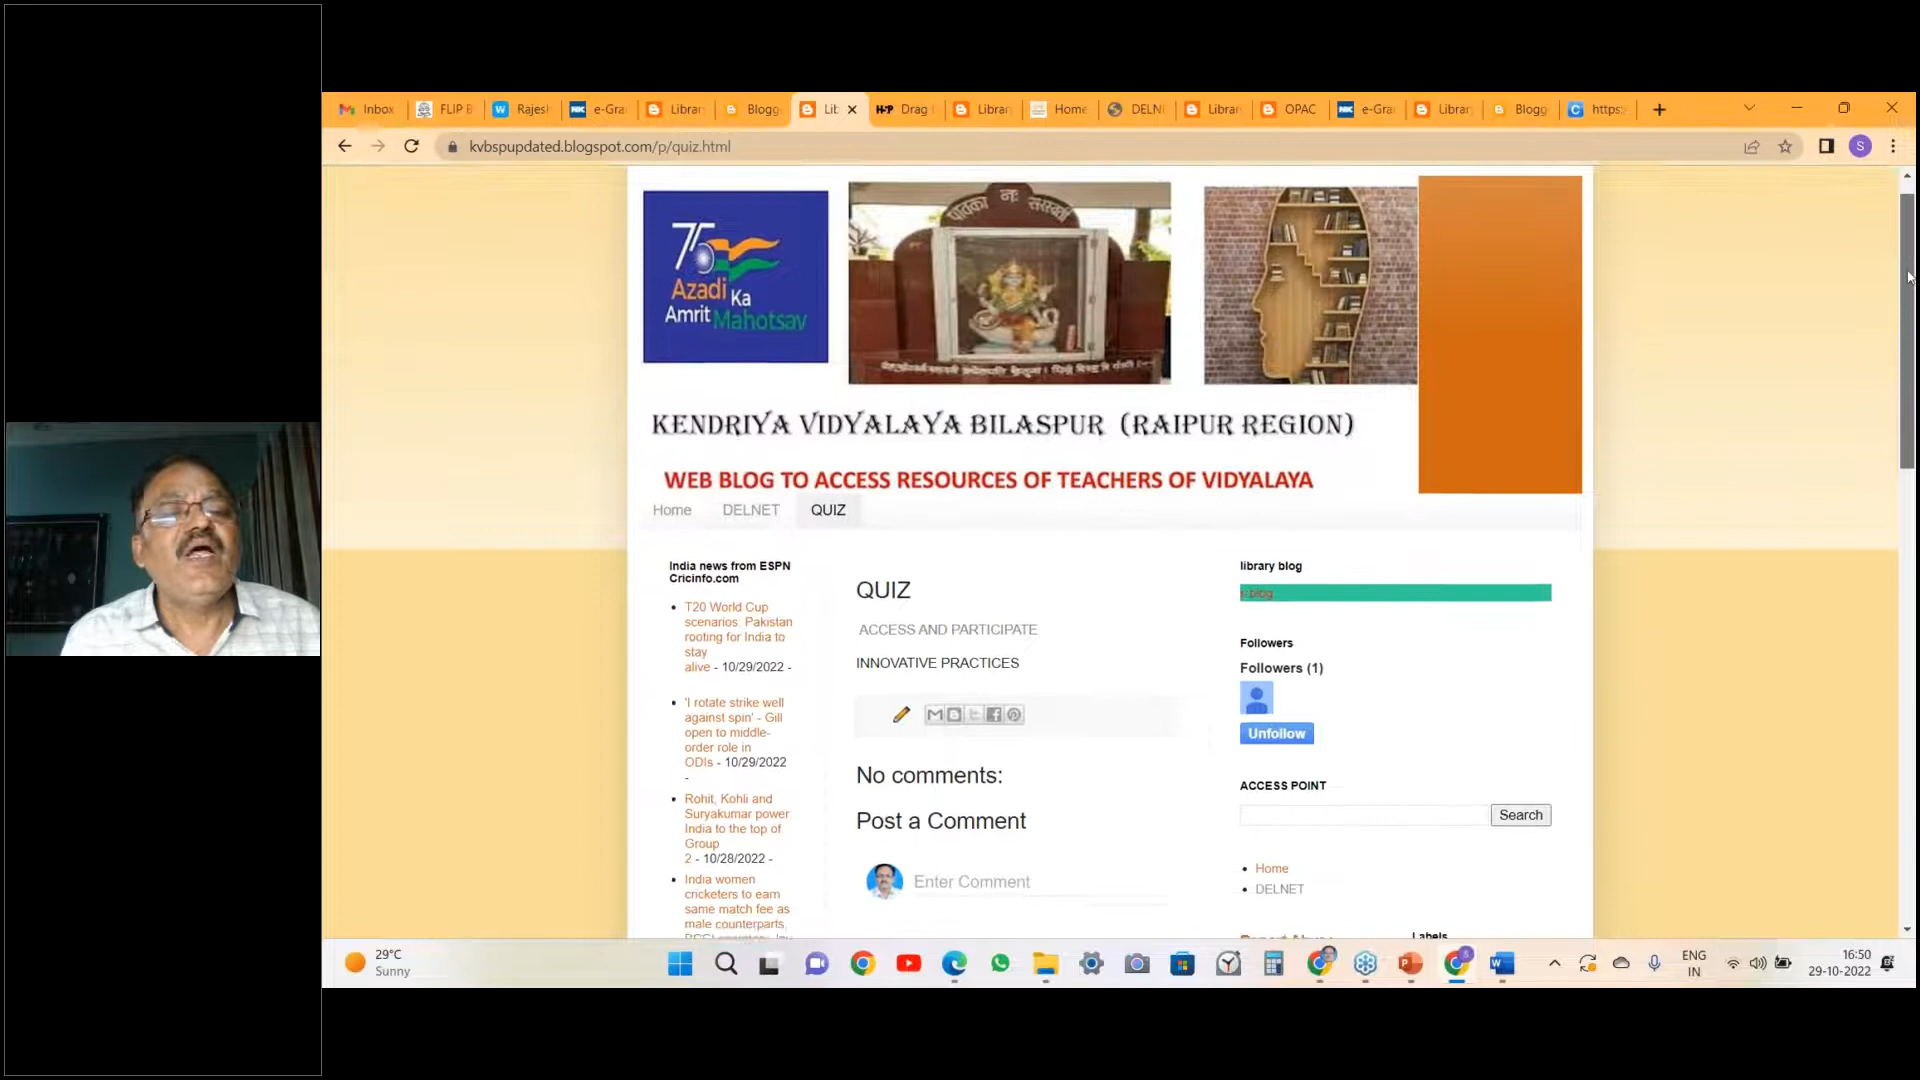 Inbox
FLIP B
Rajesh
e-Gra
Librar
Blogg
Lib
Drag
Librar
Home
DELN
Librar
OPAC
e-Gra
Librar
Blogg
https:
kvbspupdated.blogspot.com/p/quiz.html
75
Azadi Ka
Amrit Mahotsav
KENDRIYA VIDYALAYA BILASPUR (RAIPUR REGION)
WEB BLOG TO ACCESS RESOURCES OF TEACHERS OF VIDYALAYA
Home DELNET QUIZ
India news from ESPN
Cricinfo.com
T20 World Cup
scenarios: Pakistan
rooting for India to
stay
alive - 10/29/2022 -
'I rotate strike well
against spin' - Gill
open to middle-
order role in
ODIs - 10/29/2022
-
Rohit, Kohli and
Suryakumar power
India to the top of
Group
2 - 10/28/2022 -
India women
cricketers to earn
same match fee as
male counterparts,
QUIZ
ACCESS AND PARTICIPATE
INNOVATIVE PRACTICES
No comments:
Post a Comment
Enter Comment
library blog
blog
Followers
Followers (1)
Unfollow
ACCESS POINT
Search
Home
DELNET
Report Abuse
Labels
29°C
Sunny
ENG
IN
16:50
29-10-2022